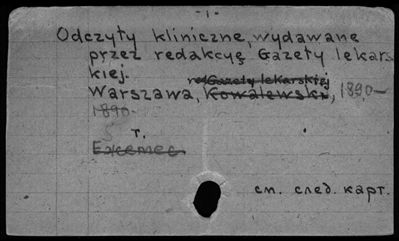 - 1 -
Odczyty kliniczne, wydawane
przez redakcyę Gazety lekars-
kiej.
red. Gazety lekarskiej
Warszawa, Kowalewski, 1890-
1890-
5 т.
Ежемес.
см. след. карт.